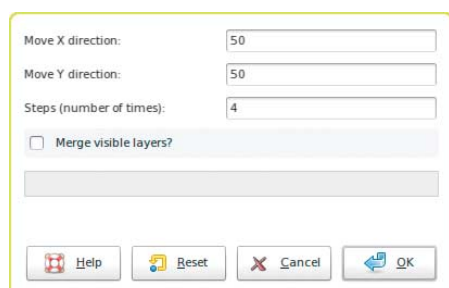 Move X direction: 50
Move Y direction: 50
Steps (number of times): 4
Merge visible layers?
Help Reset Cancel OK